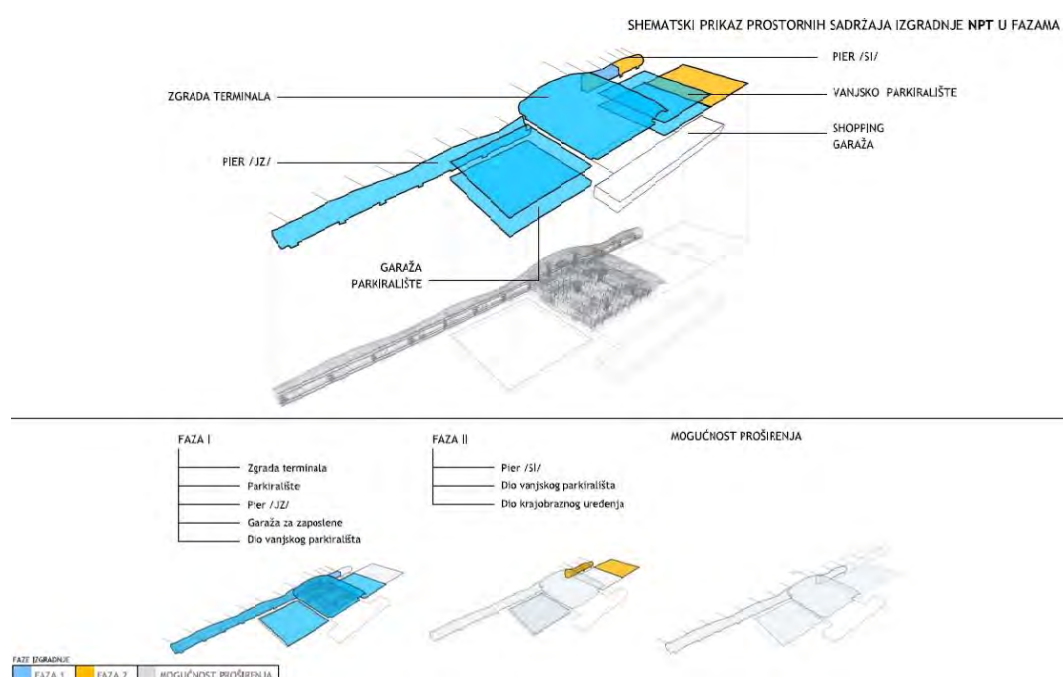 SHEMATSKI PRIKAZ PROSTORNIH SADRŽAJA IZGRADNJE NPT U FAZAMA
PIER /SI/
ZGRADA TERMINALA
VANJSKO PARKIRALIŠTE
SHOPPING
GARAŽA
PIER /JZ/
GARAŽA
PARKIRALIŠTE
FAZA I
Zgrada terminala
Parkiralište
Pier /JZ/
Garaža za zaposlene
Dio vanjskog parkirališta
FAZA II
Pier /SI/
Dio vanjskog parkirališta
Dio krajobraznog uređenja
MOGUĆNOST PROŠIRENJA
FAZE IZGRADNJE
FAZA 1
FAZA 2
MOGUĆNOST PROŠIRENJA